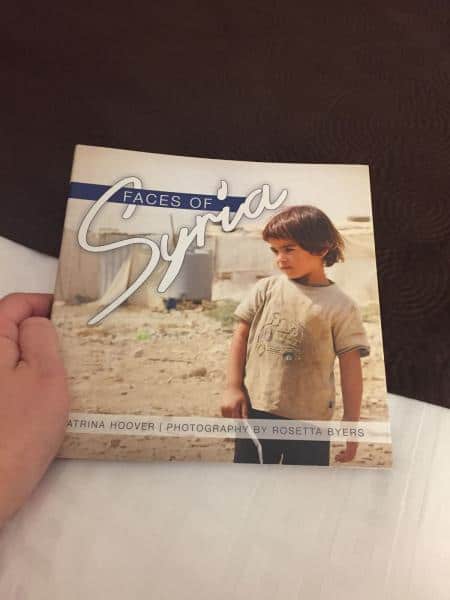 FACES OF
Syria
ATRINA HOOVER | PHOTOGRAPHY BY ROSETTA BYERS